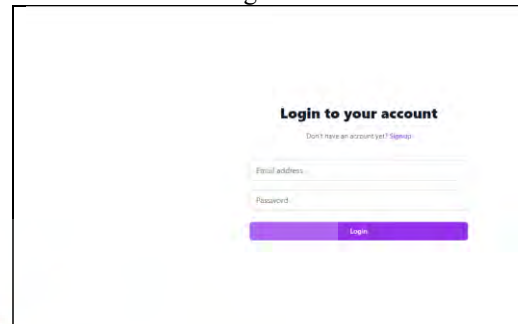 Login to your account
Don't have an account yet? Signup
Email address
Password
Login